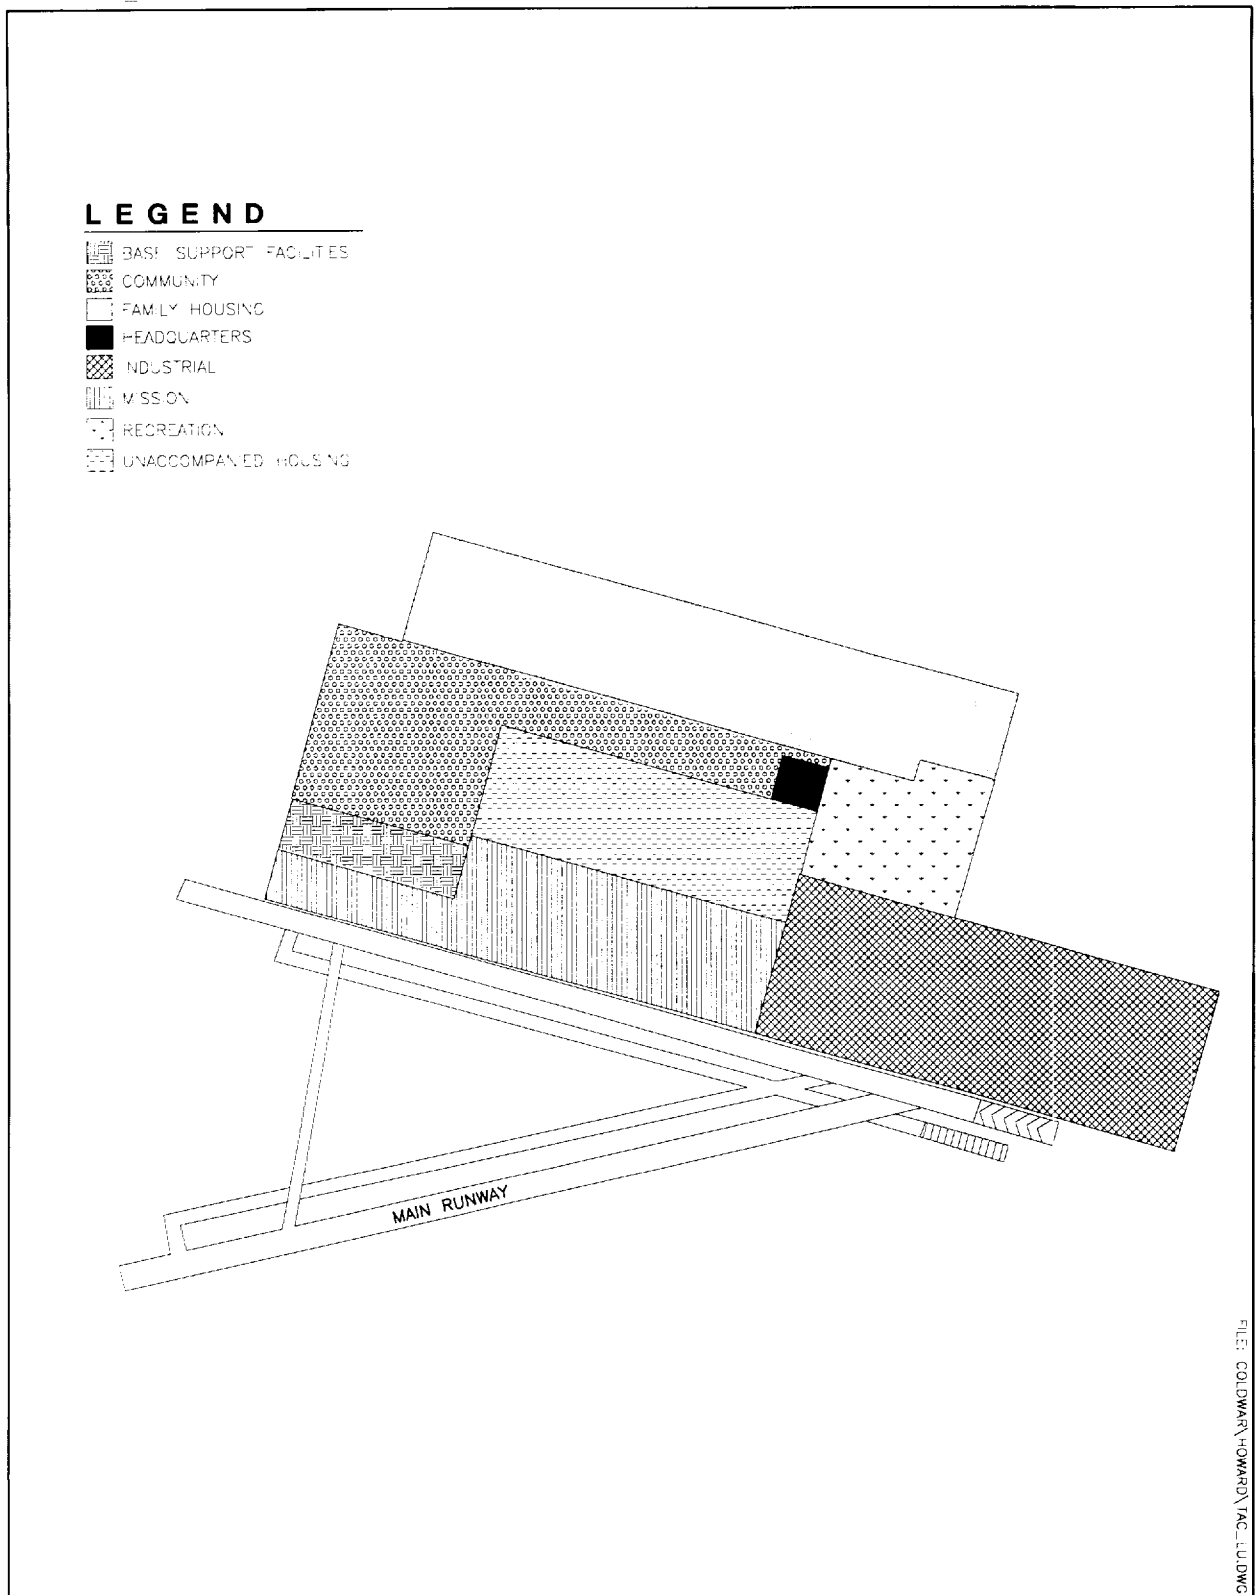 LEGEND
BASE SUPPORT FACILITIES
COMMUNITY
FAMILY HOUSING
HEADQUARTERS
INDUSTRIAL
MISSION
RECREATION
UNACCOMPANIED HOUSING
MAIN RUNWAY
FILE: COLDWAR\HOWARD\TAC_LU.DWG